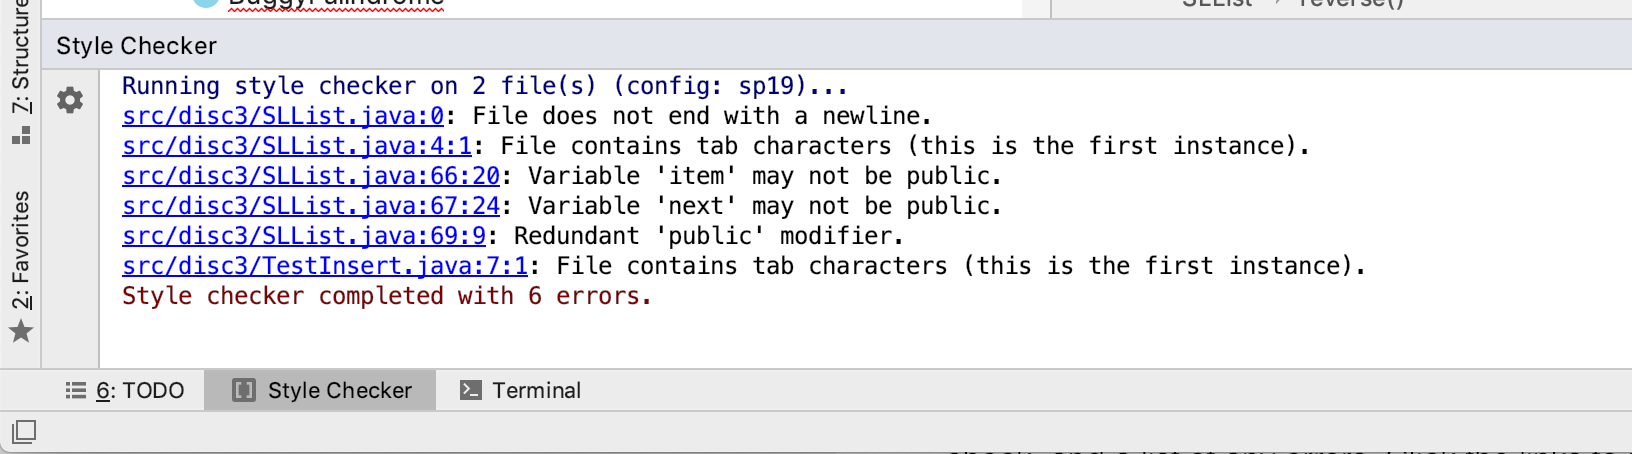 BuggyPalindrome
SLList › reverse()
7: Structure
2: Favorites
Style Checker
Running style checker on 2 file(s) (config: sp19)...
src/disc3/SLList.java:0: File does not end with a newline.
src/disc3/SLList.java:4:1: File contains tab characters (this is the first instance).
src/disc3/SLList.java:66:20: Variable 'item' may not be public.
src/disc3/SLList.java:67:24: Variable 'next' may not be public.
src/disc3/SLList.java:69:9: Redundant 'public' modifier.
src/disc3/TestInsert.java:7:1: File contains tab characters (this is the first instance).
Style checker completed with 6 errors.
6: TODO
Style Checker
Terminal